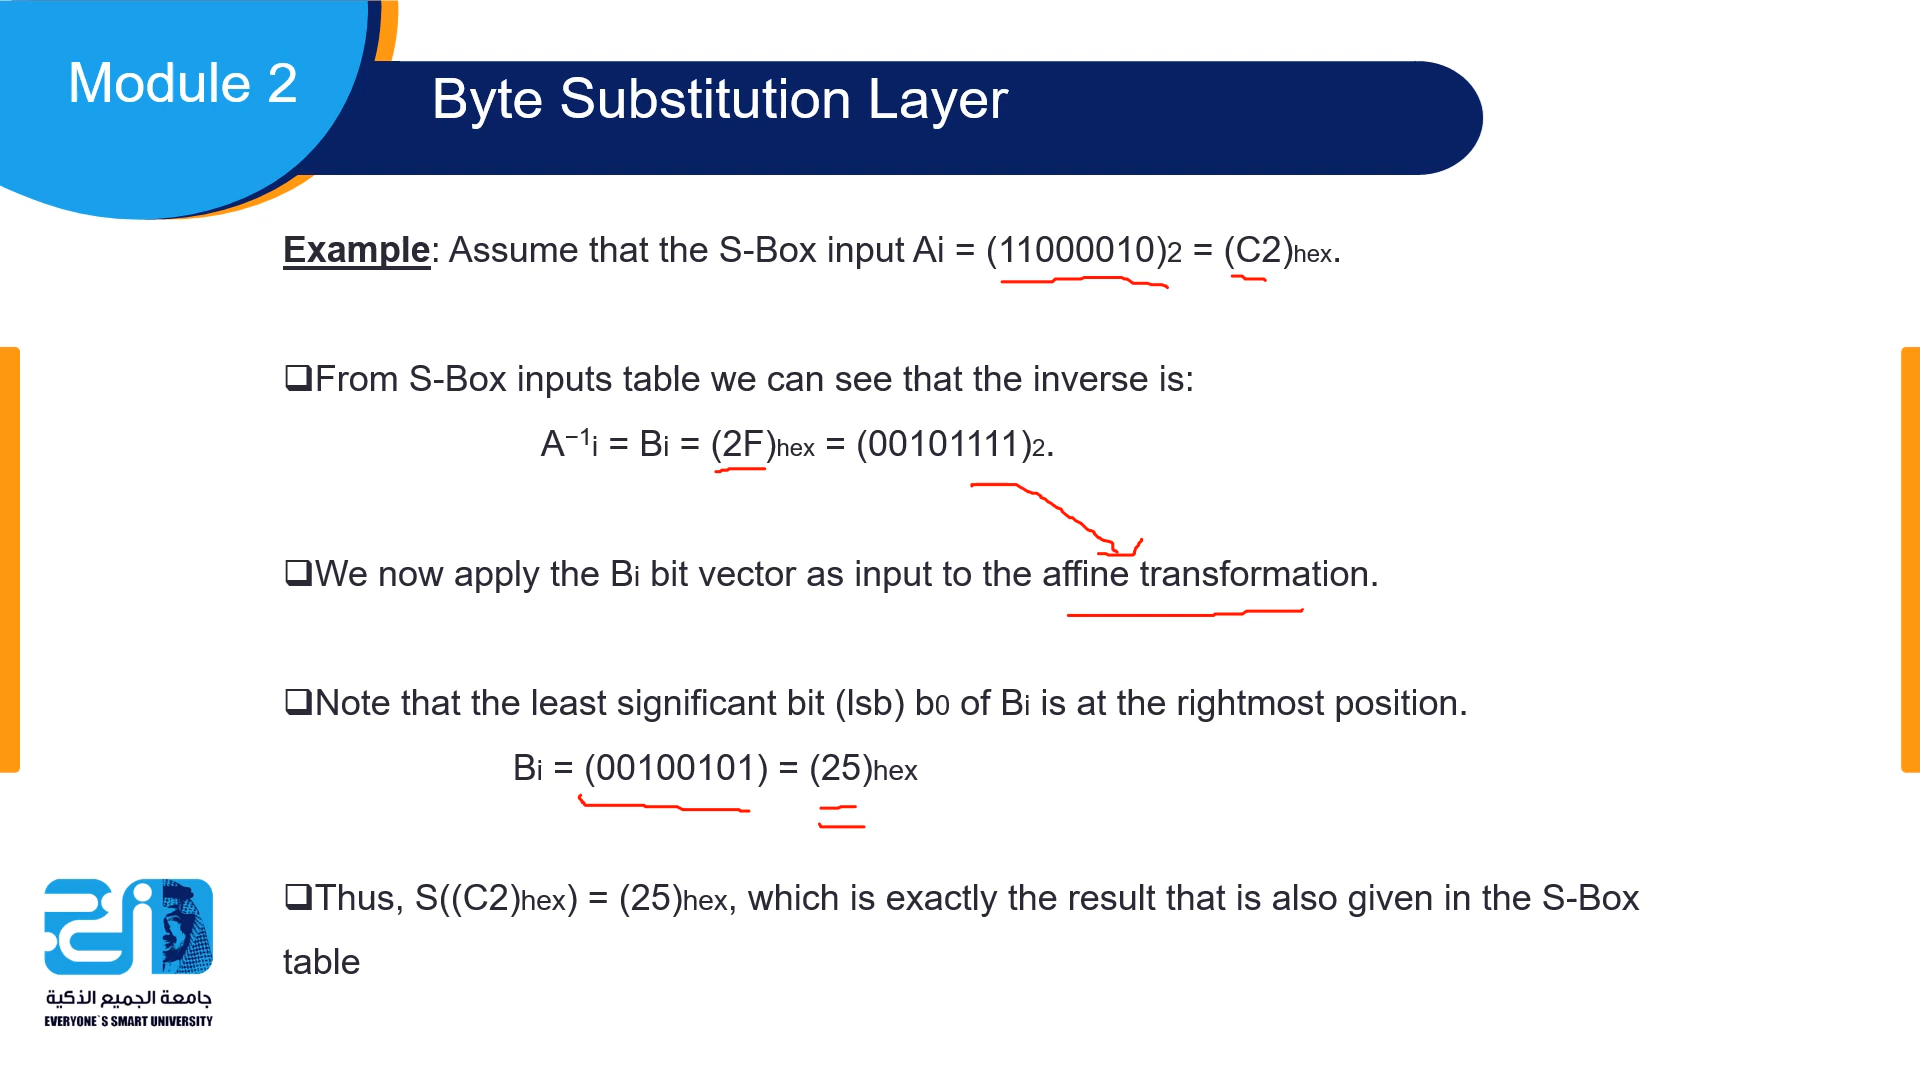 Module 2
Byte Substitution Layer
Example: Assume that the S-Box input Ai = (11000010)2 = (C2)hex.
❑From S-Box inputs table we can see that the inverse is:
A⁻¹i = Bi = (2F)hex = (00101111)2.
❑We now apply the Bi bit vector as input to the affine transformation.
❑Note that the least significant bit (lsb) b0 of Bi is at the rightmost position.
Bi = (00100101) = (25)hex
❑Thus, S((C2)hex) = (25)hex, which is exactly the result that is also given in the S-Box
table
جامعة الجميع الذكية
EVERYONE`S SMART UNIVERSITY